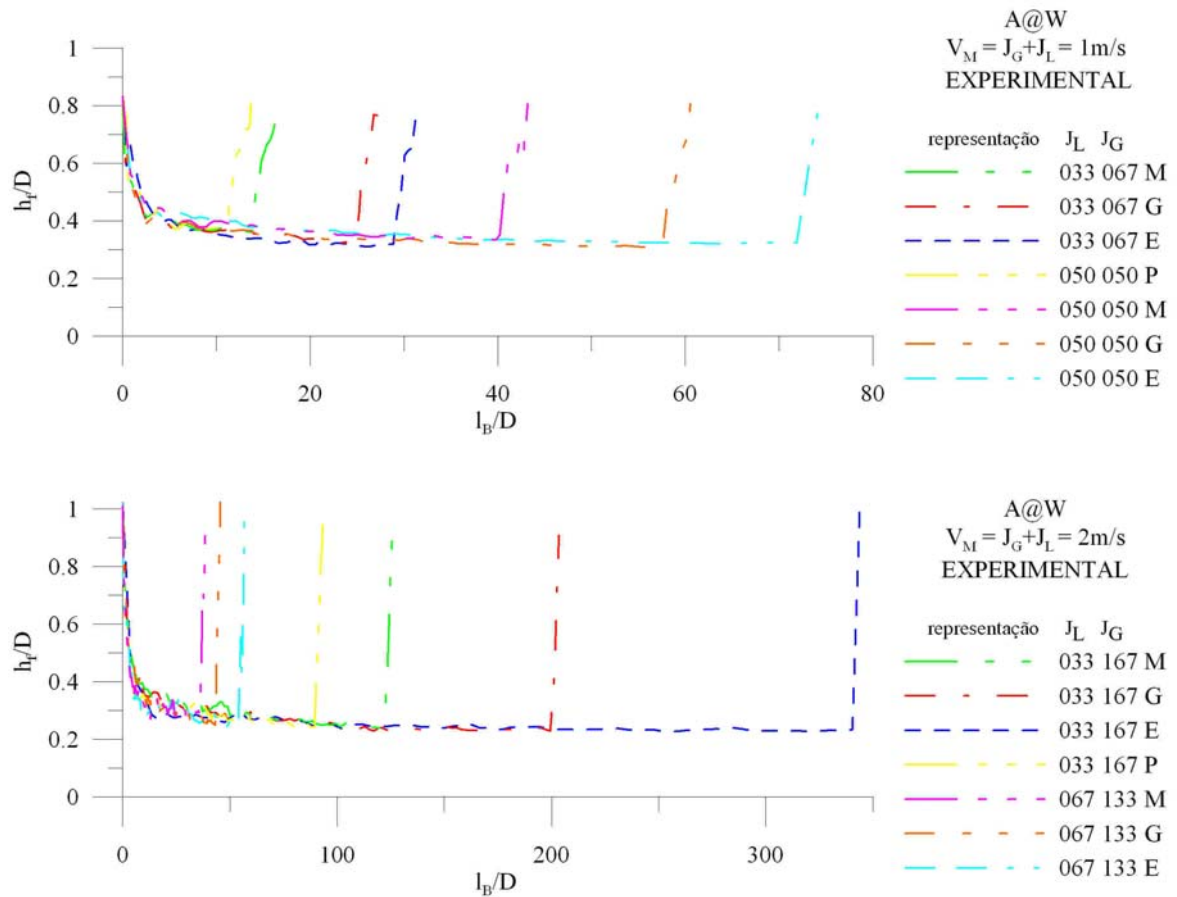 A@W
V_M = J_G+J_L = 1m/s
EXPERIMENTAL
representação J_L J_G
033 067 M
033 067 G
033 067 E
050 050 P
050 050 M
050 050 G
050 050 E
h_f/D
1
0.8
0.6
0.4
0.2
0
0 20 40 60 80
l_B/D
A@W
V_M = J_G+J_L = 2m/s
EXPERIMENTAL
representação J_L J_G
033 167 M
033 167 G
033 167 E
033 167 P
067 133 M
067 133 G
067 133 E
h_f/D
1
0.8
0.6
0.4
0.2
0
0 100 200 300
l_B/D